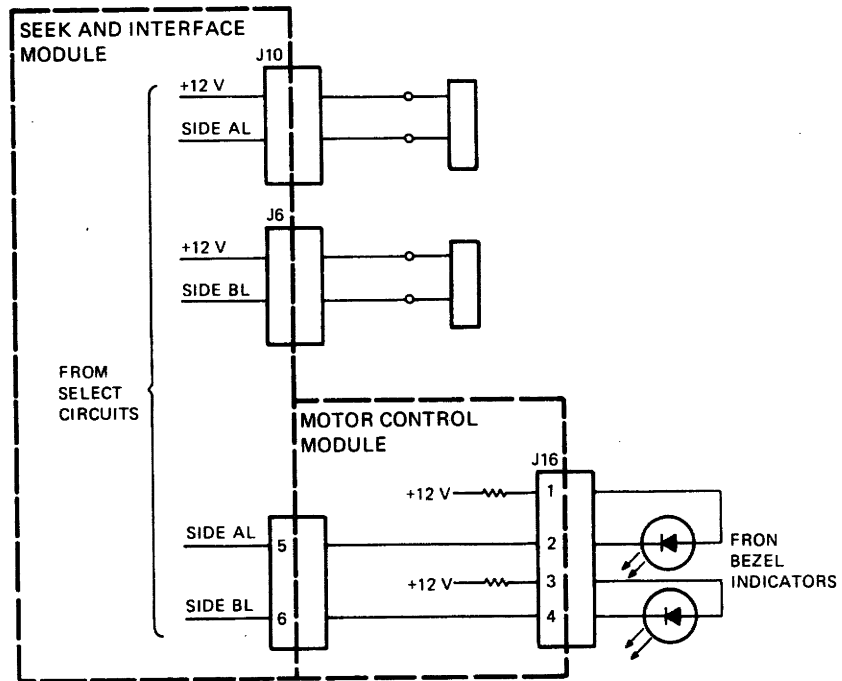 SEEK AND INTERFACE
MODULE
J10
+12 V
SIDE AL
J6
+12 V
SIDE BL
FROM
SELECT
CIRCUITS
MOTOR CONTROL
MODULE
J16
+12 V
1
SIDE AL
5
2
+12 V
3
SIDE BL
6
4
FRON
BEZEL
INDICATORS